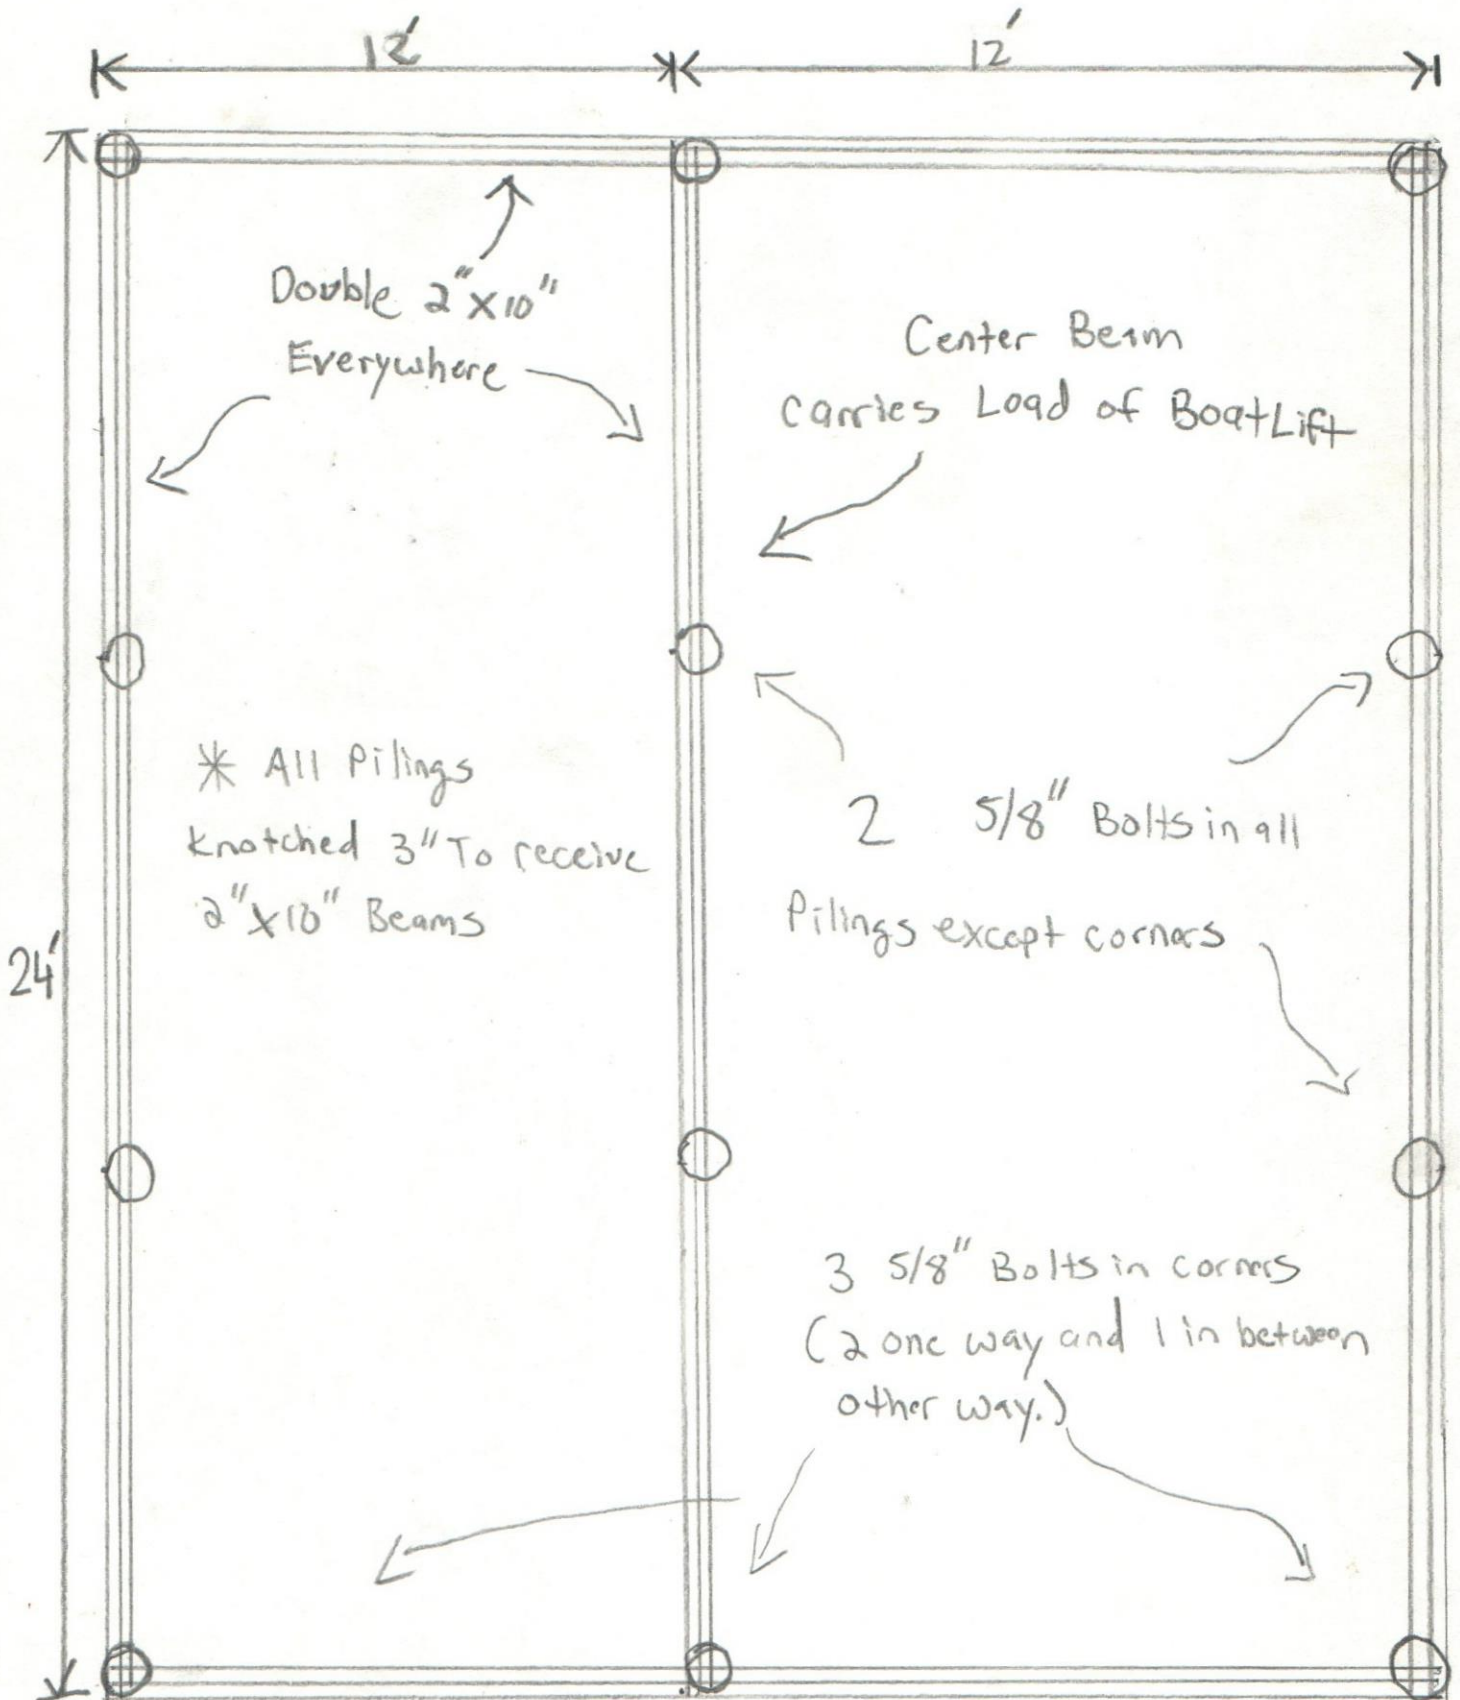 12'
12'
Double 2"x10"
Everywhere
Center Beam
carries Load of BoatLift
* All Pilings
Knotched 3" To receive
2"x10" Beams
2 5/8" Bolts in all
Pilings except corners
24'
3 5/8" Bolts in corners
(2 one way and 1 in between
other way.)